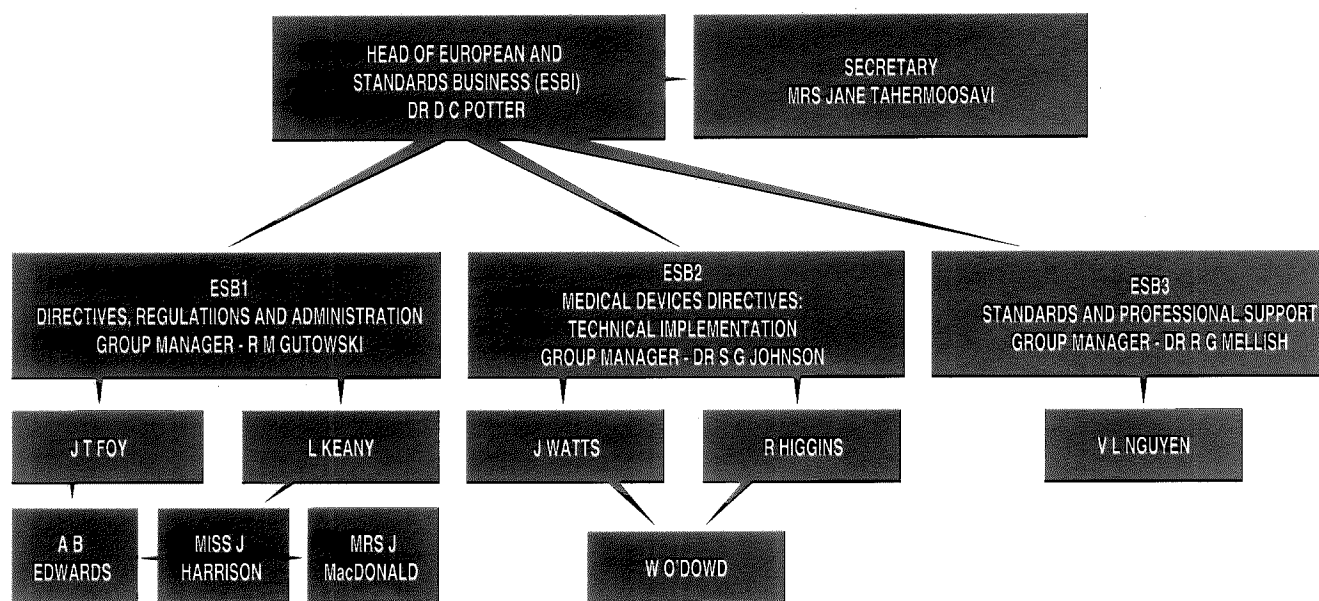 HEAD OF EUROPEAN AND
STANDARDS BUSINESS (ESBI)
DR D C POTTER
SECRETARY
MRS JANE TAHERMOOSAVI
ESB1
DIRECTIVES, REGULATIIONS AND ADMINISTRATION
GROUP MANAGER - R M GUTOWSKI
ESB2
MEDICAL DEVICES DIRECTIVES:
TECHNICAL IMPLEMENTATION
GROUP MANAGER - DR S G JOHNSON
ESB3
STANDARDS AND PROFESSIONAL SUPPORT
GROUP MANAGER - DR R G MELLISH
J T FOY
L KEANY
J WATTS
R HIGGINS
V L NGUYEN
A B
EDWARDS
MISS J
HARRISON
MRS J
MacDONALD
W O'DOWD